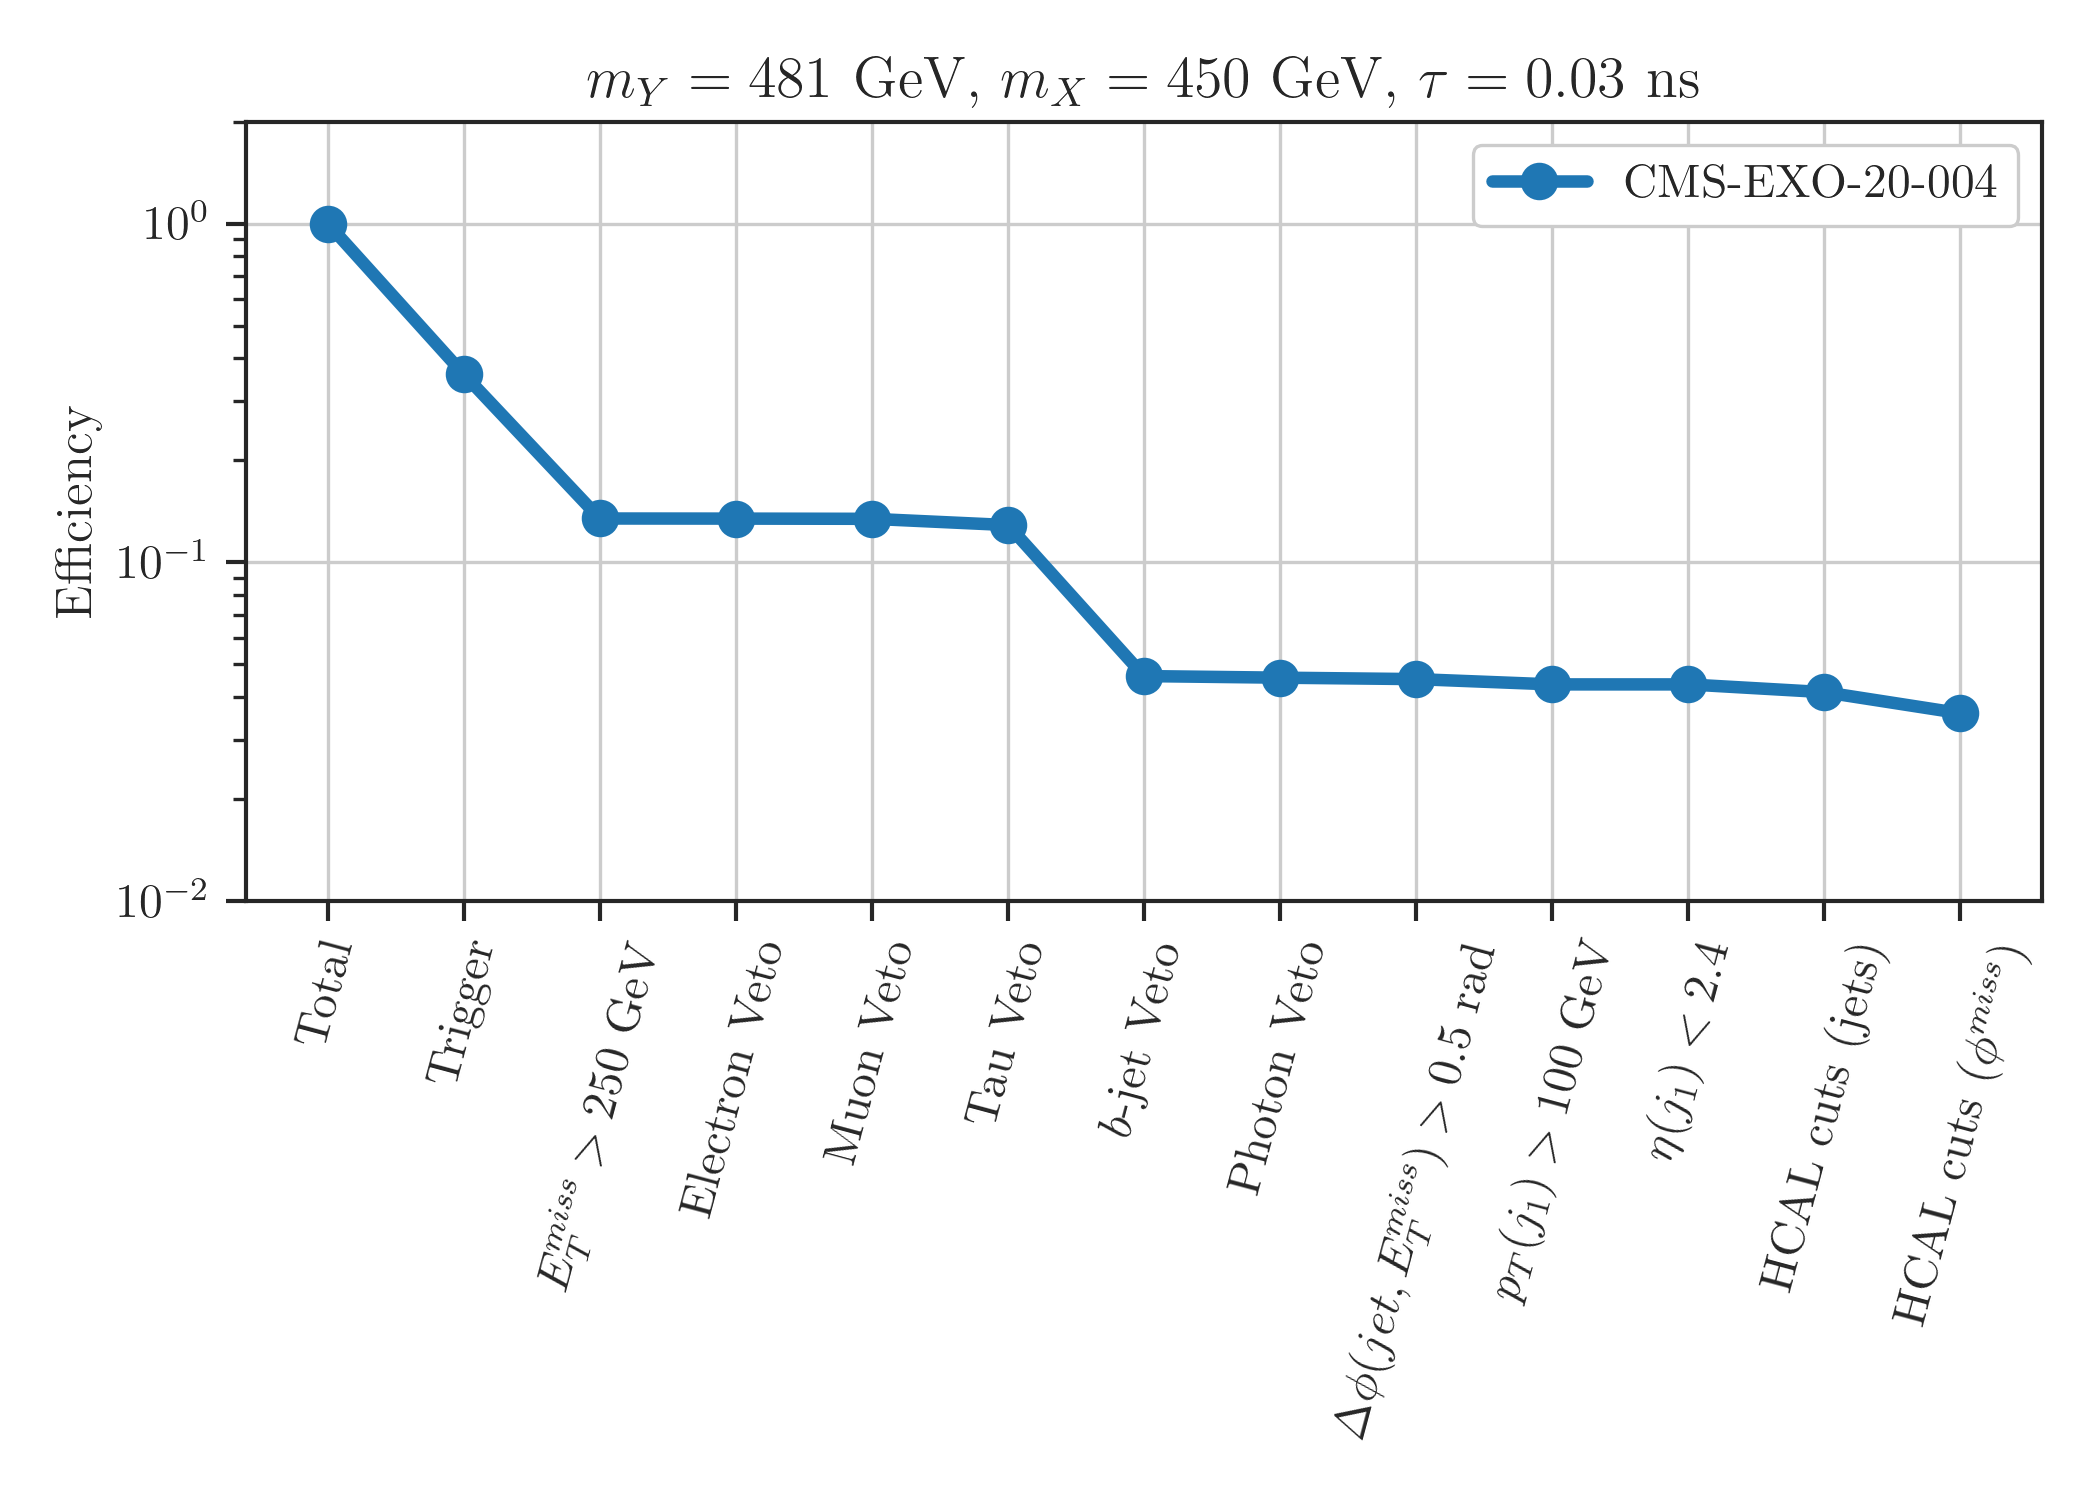 m_Y = 481 GeV, m_X = 450 GeV, τ = 0.03 ns
CMS-EXO-20-004
Efficiency
10^0
10^−1
10^−2
Total
Trigger
E_T^miss > 250 GeV
Electron Veto
Muon Veto
Tau Veto
b-jet Veto
Photon Veto
Δϕ(jet, E_T^miss) > 0.5 rad
p_T(j_1) > 100 GeV
η(j_1) < 2.4
HCAL cuts (jets)
HCAL cuts (ϕ^miss)